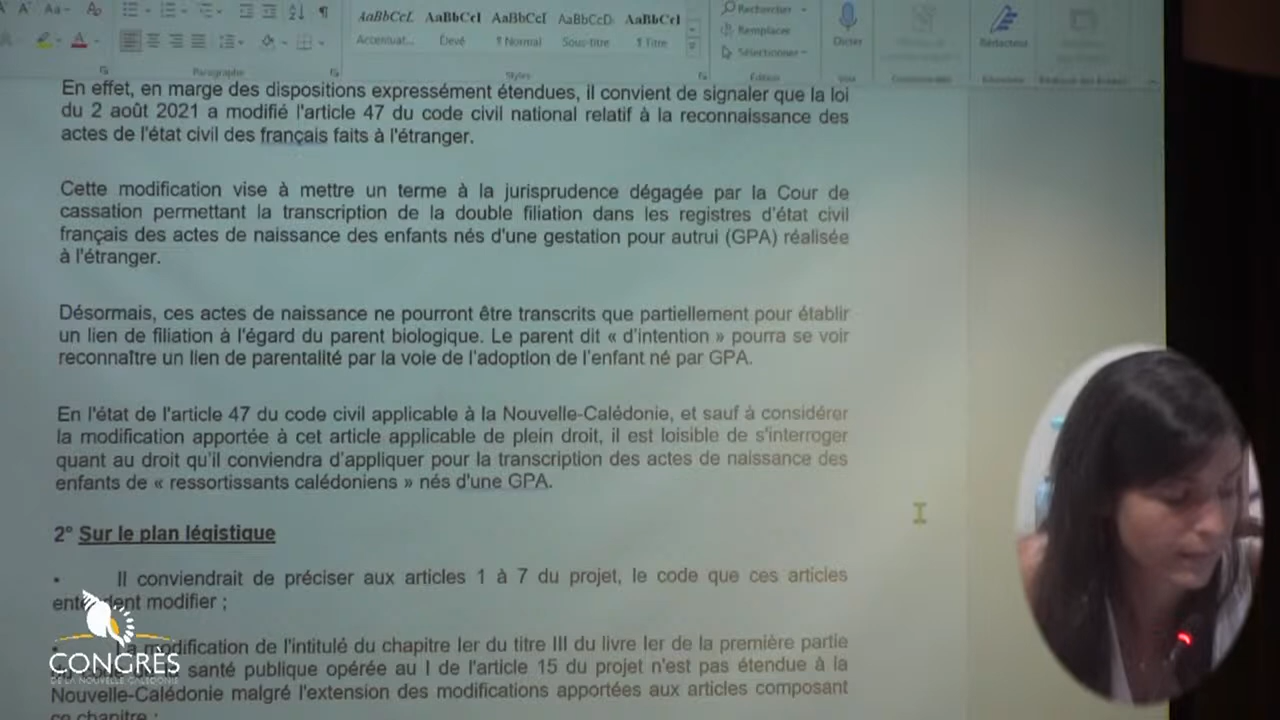 Aa
AaBbCcL AaBbCcI AaBbCcI AaBbCcD AaBbCcI
Accentuat... Élevé ¶ Normal Sous-titre ¶ Titre
Rechercher
Remplacer
Sélectionner
Dicter
Rédacteur
Paragraphe
Styles
Édition
En effet, en marge des dispositions expressément étendues, il convient de signaler que la loi
du 2 août 2021 a modifié l'article 47 du code civil national relatif à la reconnaissance des
actes de l'état civil des français faits à l'étranger.
Cette modification vise à mettre un terme à la jurisprudence dégagée par la Cour de
cassation permettant la transcription de la double filiation dans les registres d'état civil
français des actes de naissance des enfants nés d'une gestation pour autrui (GPA) réalisée
à l'étranger.
Désormais, ces actes de naissance ne pourront être transcrits que partiellement pour établir
un lien de filiation à l'égard du parent biologique. Le parent dit « d'intention » pourra se voir
reconnaître un lien de parentalité par la voie de l'adoption de l'enfant né par GPA.
En l'état de l'article 47 du code civil applicable à la Nouvelle-Calédonie, et sauf à considérer
la modification apportée à cet article applicable de plein droit, il est loisible de s'interroger
quant au droit qu'il conviendra d'appliquer pour la transcription des actes de naissance des
enfants de « ressortissants calédoniens » nés d'une GPA.
2° Sur le plan légistique
• Il conviendrait de préciser aux articles 1 à 7 du projet, le code que ces articles
entendent modifier ;
La modification de l'intitulé du chapitre Ier du titre III du livre Ier de la première partie
santé publique opérée au I de l'article 15 du projet n'est pas étendue à la
Nouvelle-Calédonie malgré l'extension des modifications apportées aux articles composant
ce chapitre ;
CONGRÈS
DE LA NOUVELLE-CALÉDONIE